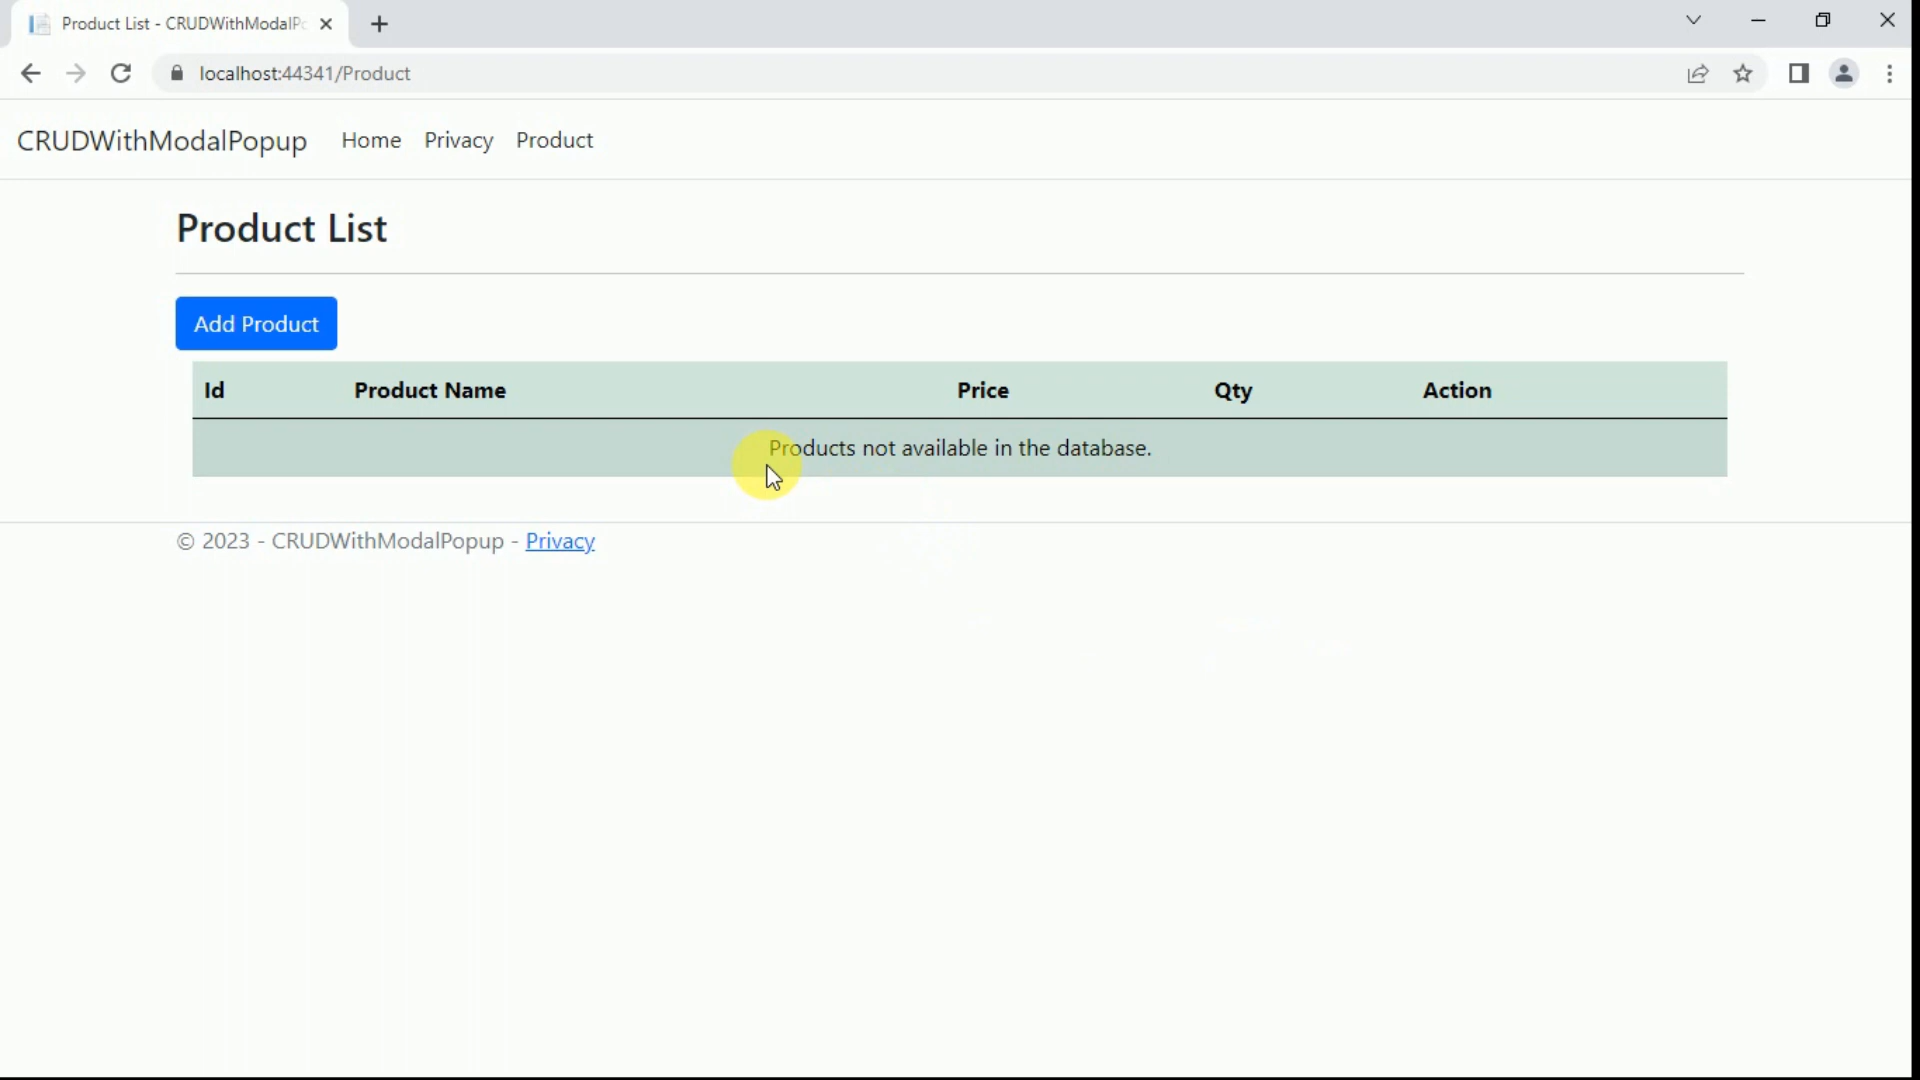 Product List - CRUDWithModalPo
localhost:44341/Product
CRUDWithModalPopup Home Privacy Product
Product List
Add Product
Id Product Name Price Qty Action
Products not available in the database.
© 2023 - CRUDWithModalPopup - Privacy